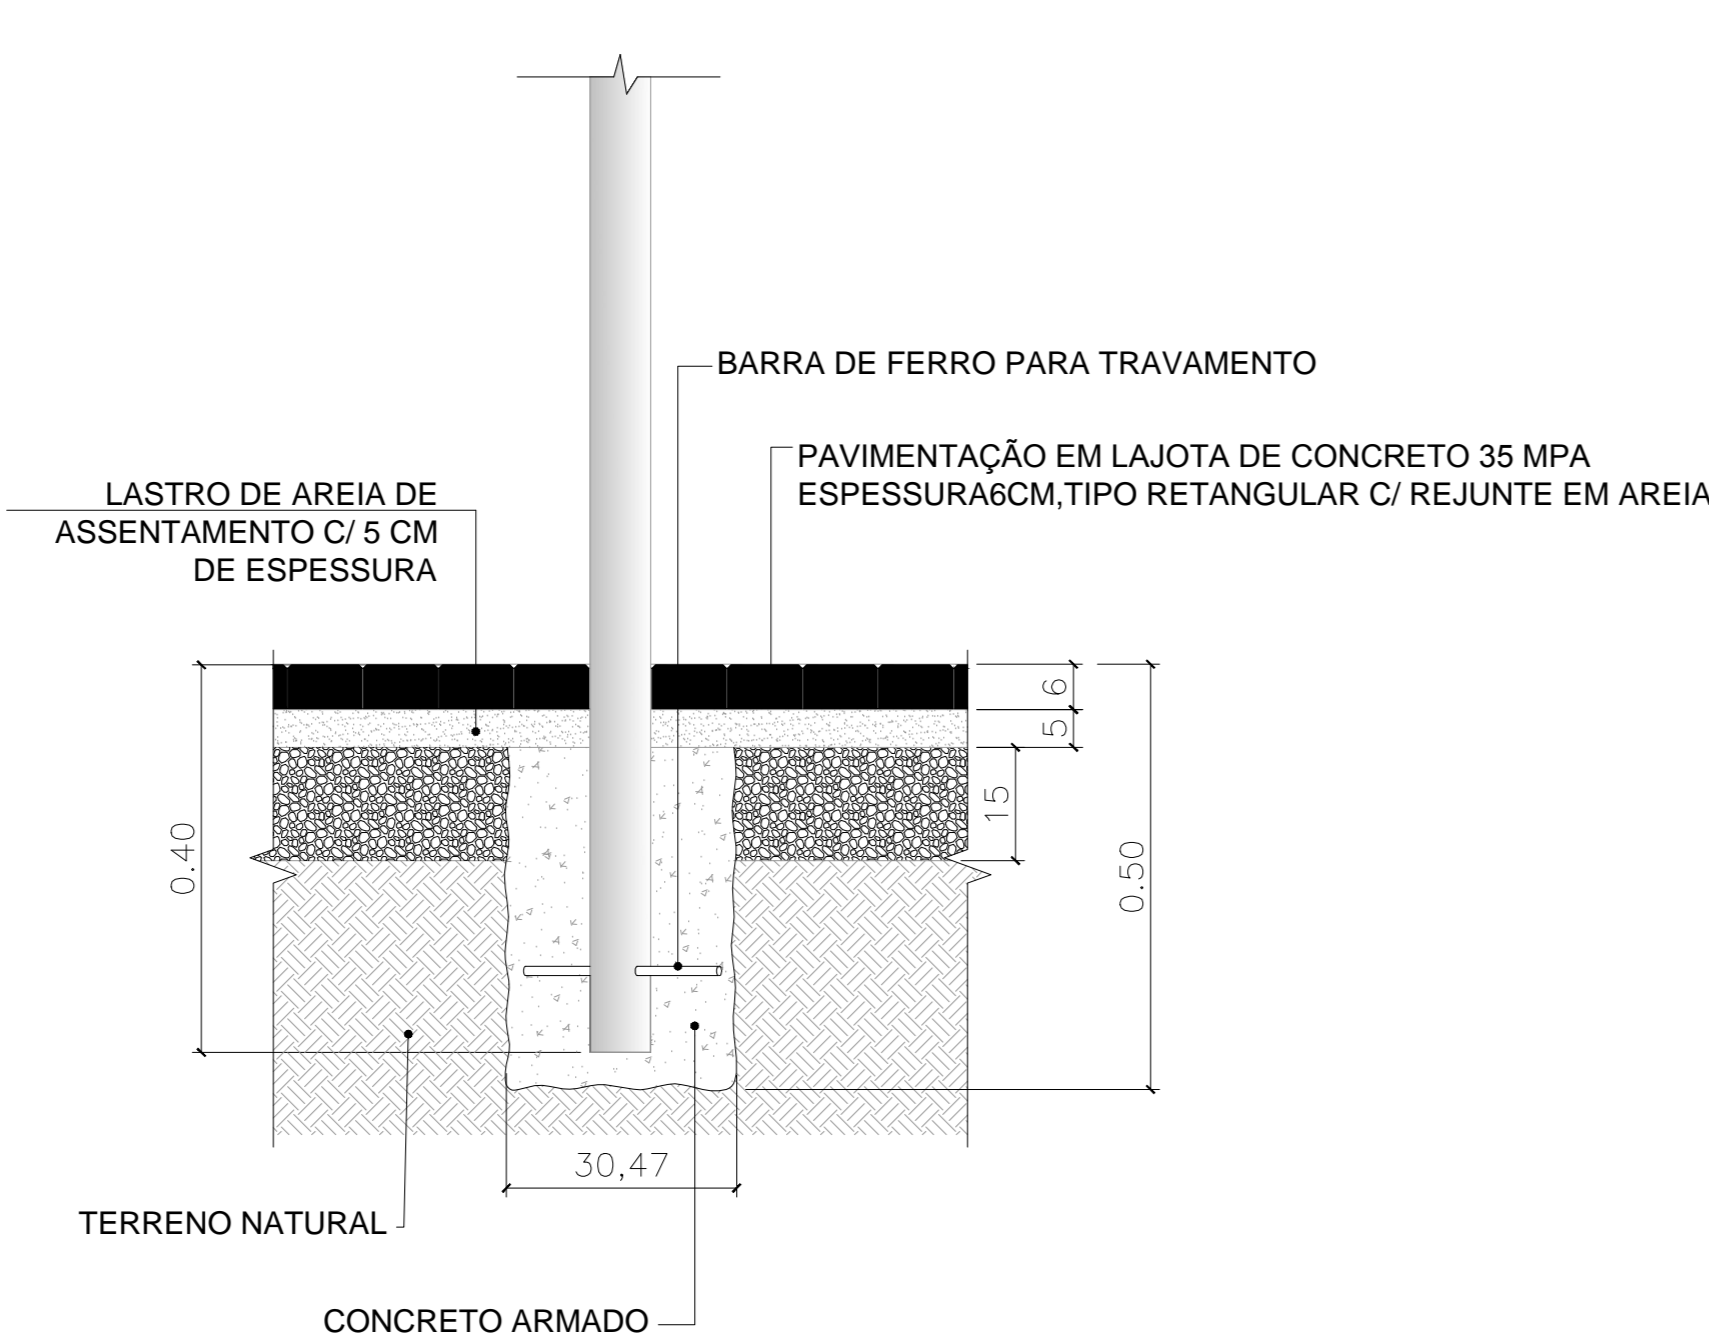 BARRA DE FERRO PARA TRAVAMENTO
PAVIMENTAÇÃO EM LAJOTA DE CONCRETO 35 MPA
ESPESSURA6CM,TIPO RETANGULAR C/ REJUNTE EM AREIA
LASTRO DE AREIA DE
ASSENTAMENTO C/ 5 CM
DE ESPESSURA
6
5
15
0.40
0.50
30,47
TERRENO NATURAL
CONCRETO ARMADO